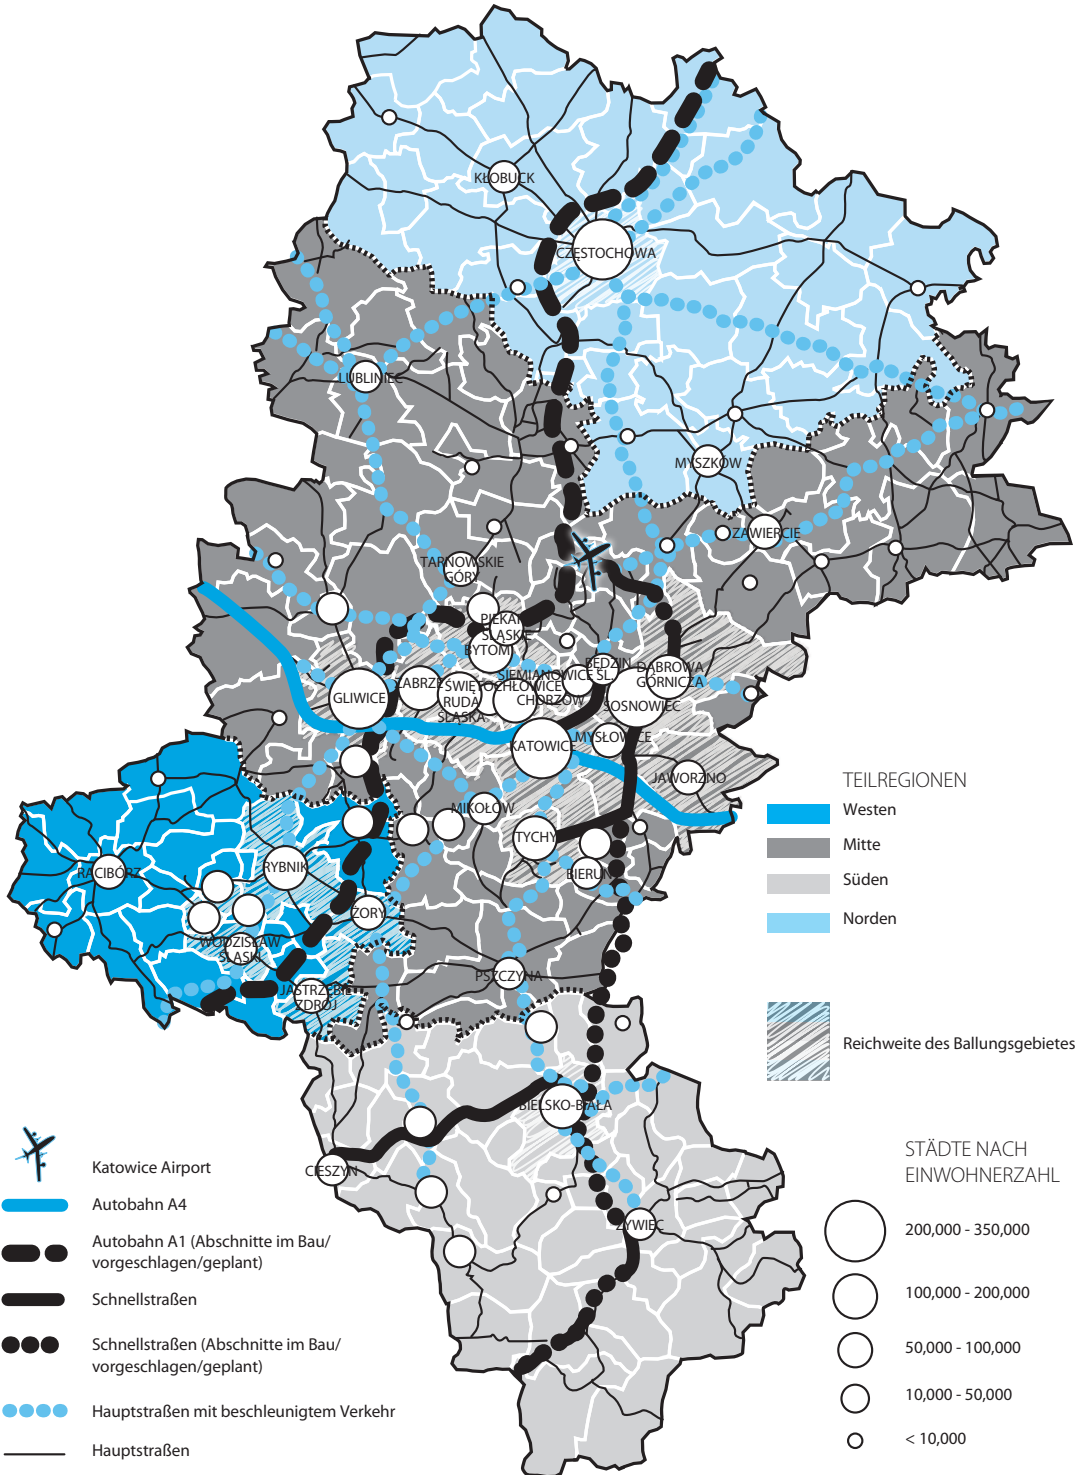 KŁOBUCK
CZĘSTOCHOWA
LUBLINIEC
MYSZKÓW
ZAWIERCIE
TARNOWSKIE
GÓRY
PIEKARY
ŚLĄSKIE
BYTOM
BĘDZIN
SIEMIANOWICE ŚL.
DĄBROWA
GÓRNICZA
ZABRZE
ŚWIĘTOCHŁOWICE
GLIWICE
RUDA
ŚLĄSKA
CHORZÓW
SOSNOWIEC
KATOWICE
MYSŁOWICE
JAWORZNO
MIKOŁÓW
TYCHY
BIERUŃ
RACIBÓRZ
RYBNIK
ŻORY
WODZISŁAW
ŚLĄSKI
PSZCZYNA
JASTRZĘBIE
ZDRÓJ
BIELSKO-BIAŁA
CIESZYN
ŻYWIEC
TEILREGIONEN
Westen
Mitte
Süden
Norden
Reichweite des Ballungsgebietes
Katowice Airport
Autobahn A4
Autobahn A1 (Abschnitte im Bau/
vorgeschlagen/geplant)
Schnellstraßen
Schnellstraßen (Abschnitte im Bau/
vorgeschlagen/geplant)
Hauptstraßen mit beschleunigtem Verkehr
Hauptstraßen
STÄDTE NACH
EINWOHNERZAHL
200,000 - 350,000
100,000 - 200,000
50,000 - 100,000
10,000 - 50,000
< 10,000